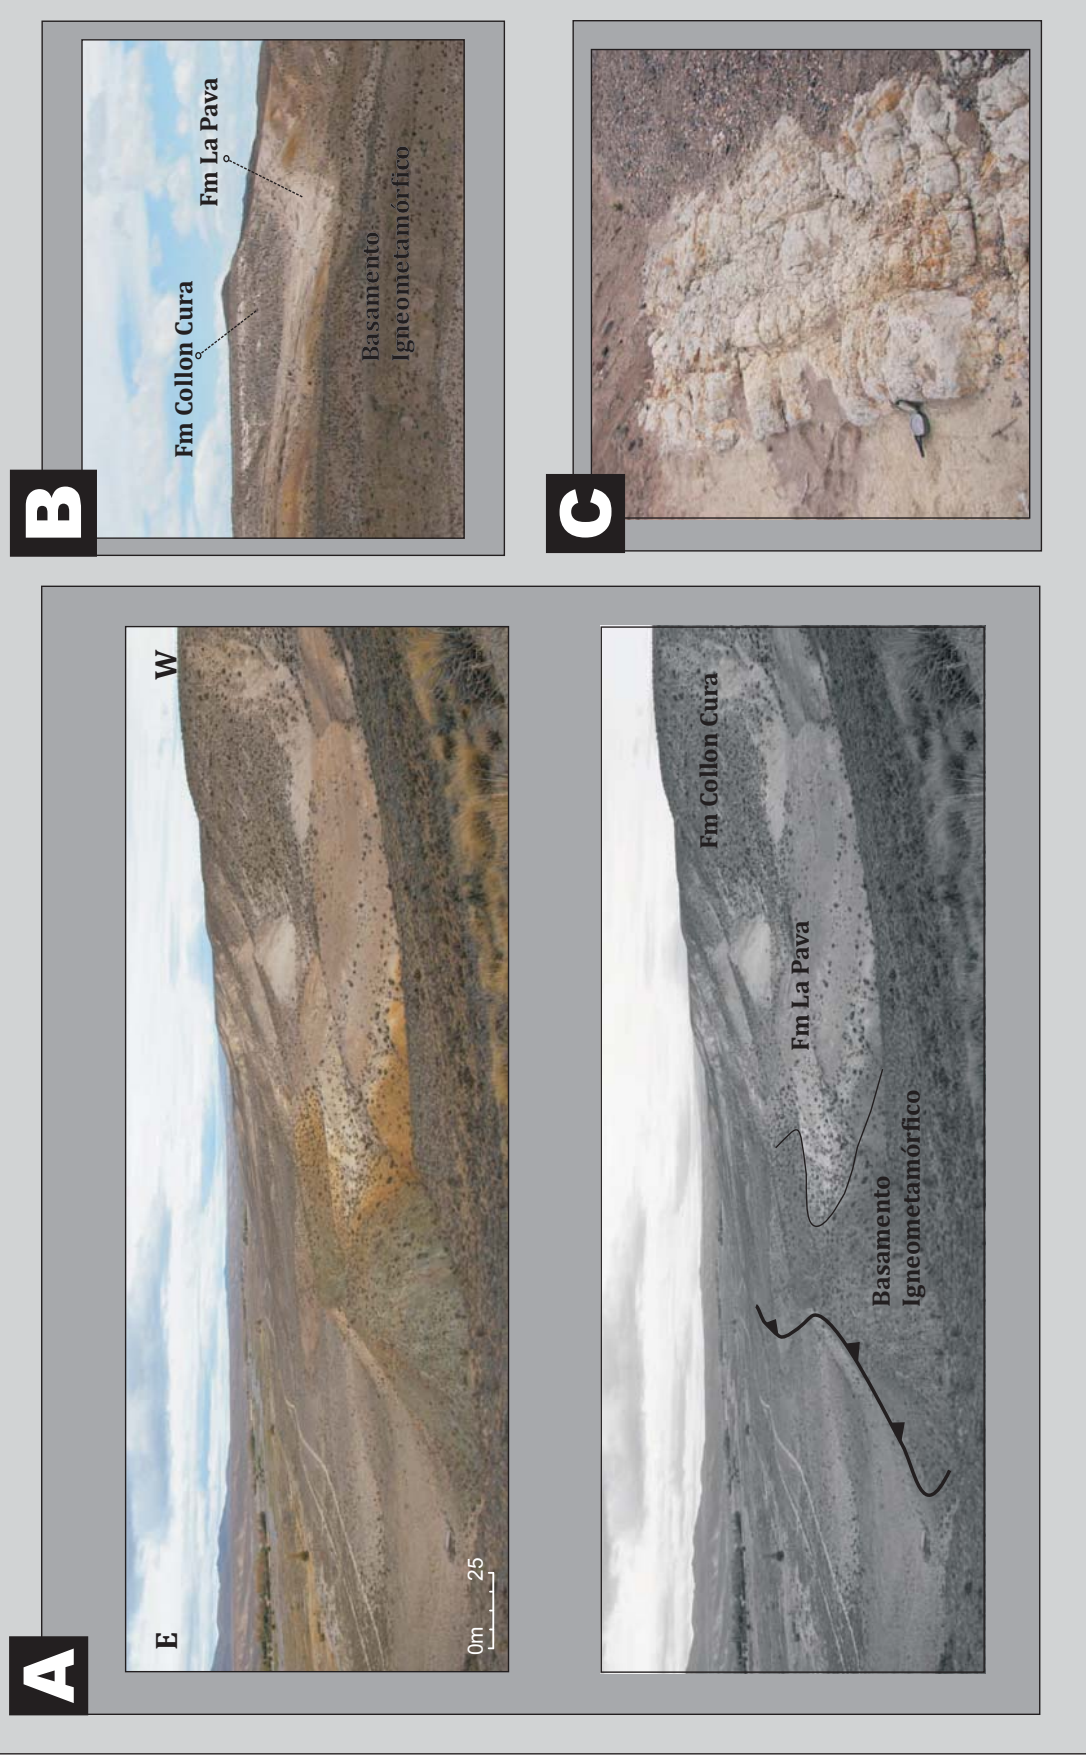 A
E
W
0m 25
Fm Collon Cura
Fm La Pava
Basamento
Igneometamórfico
B
Fm Collon Cura
Fm La Pava
Basamento
Igneometamórfico
C